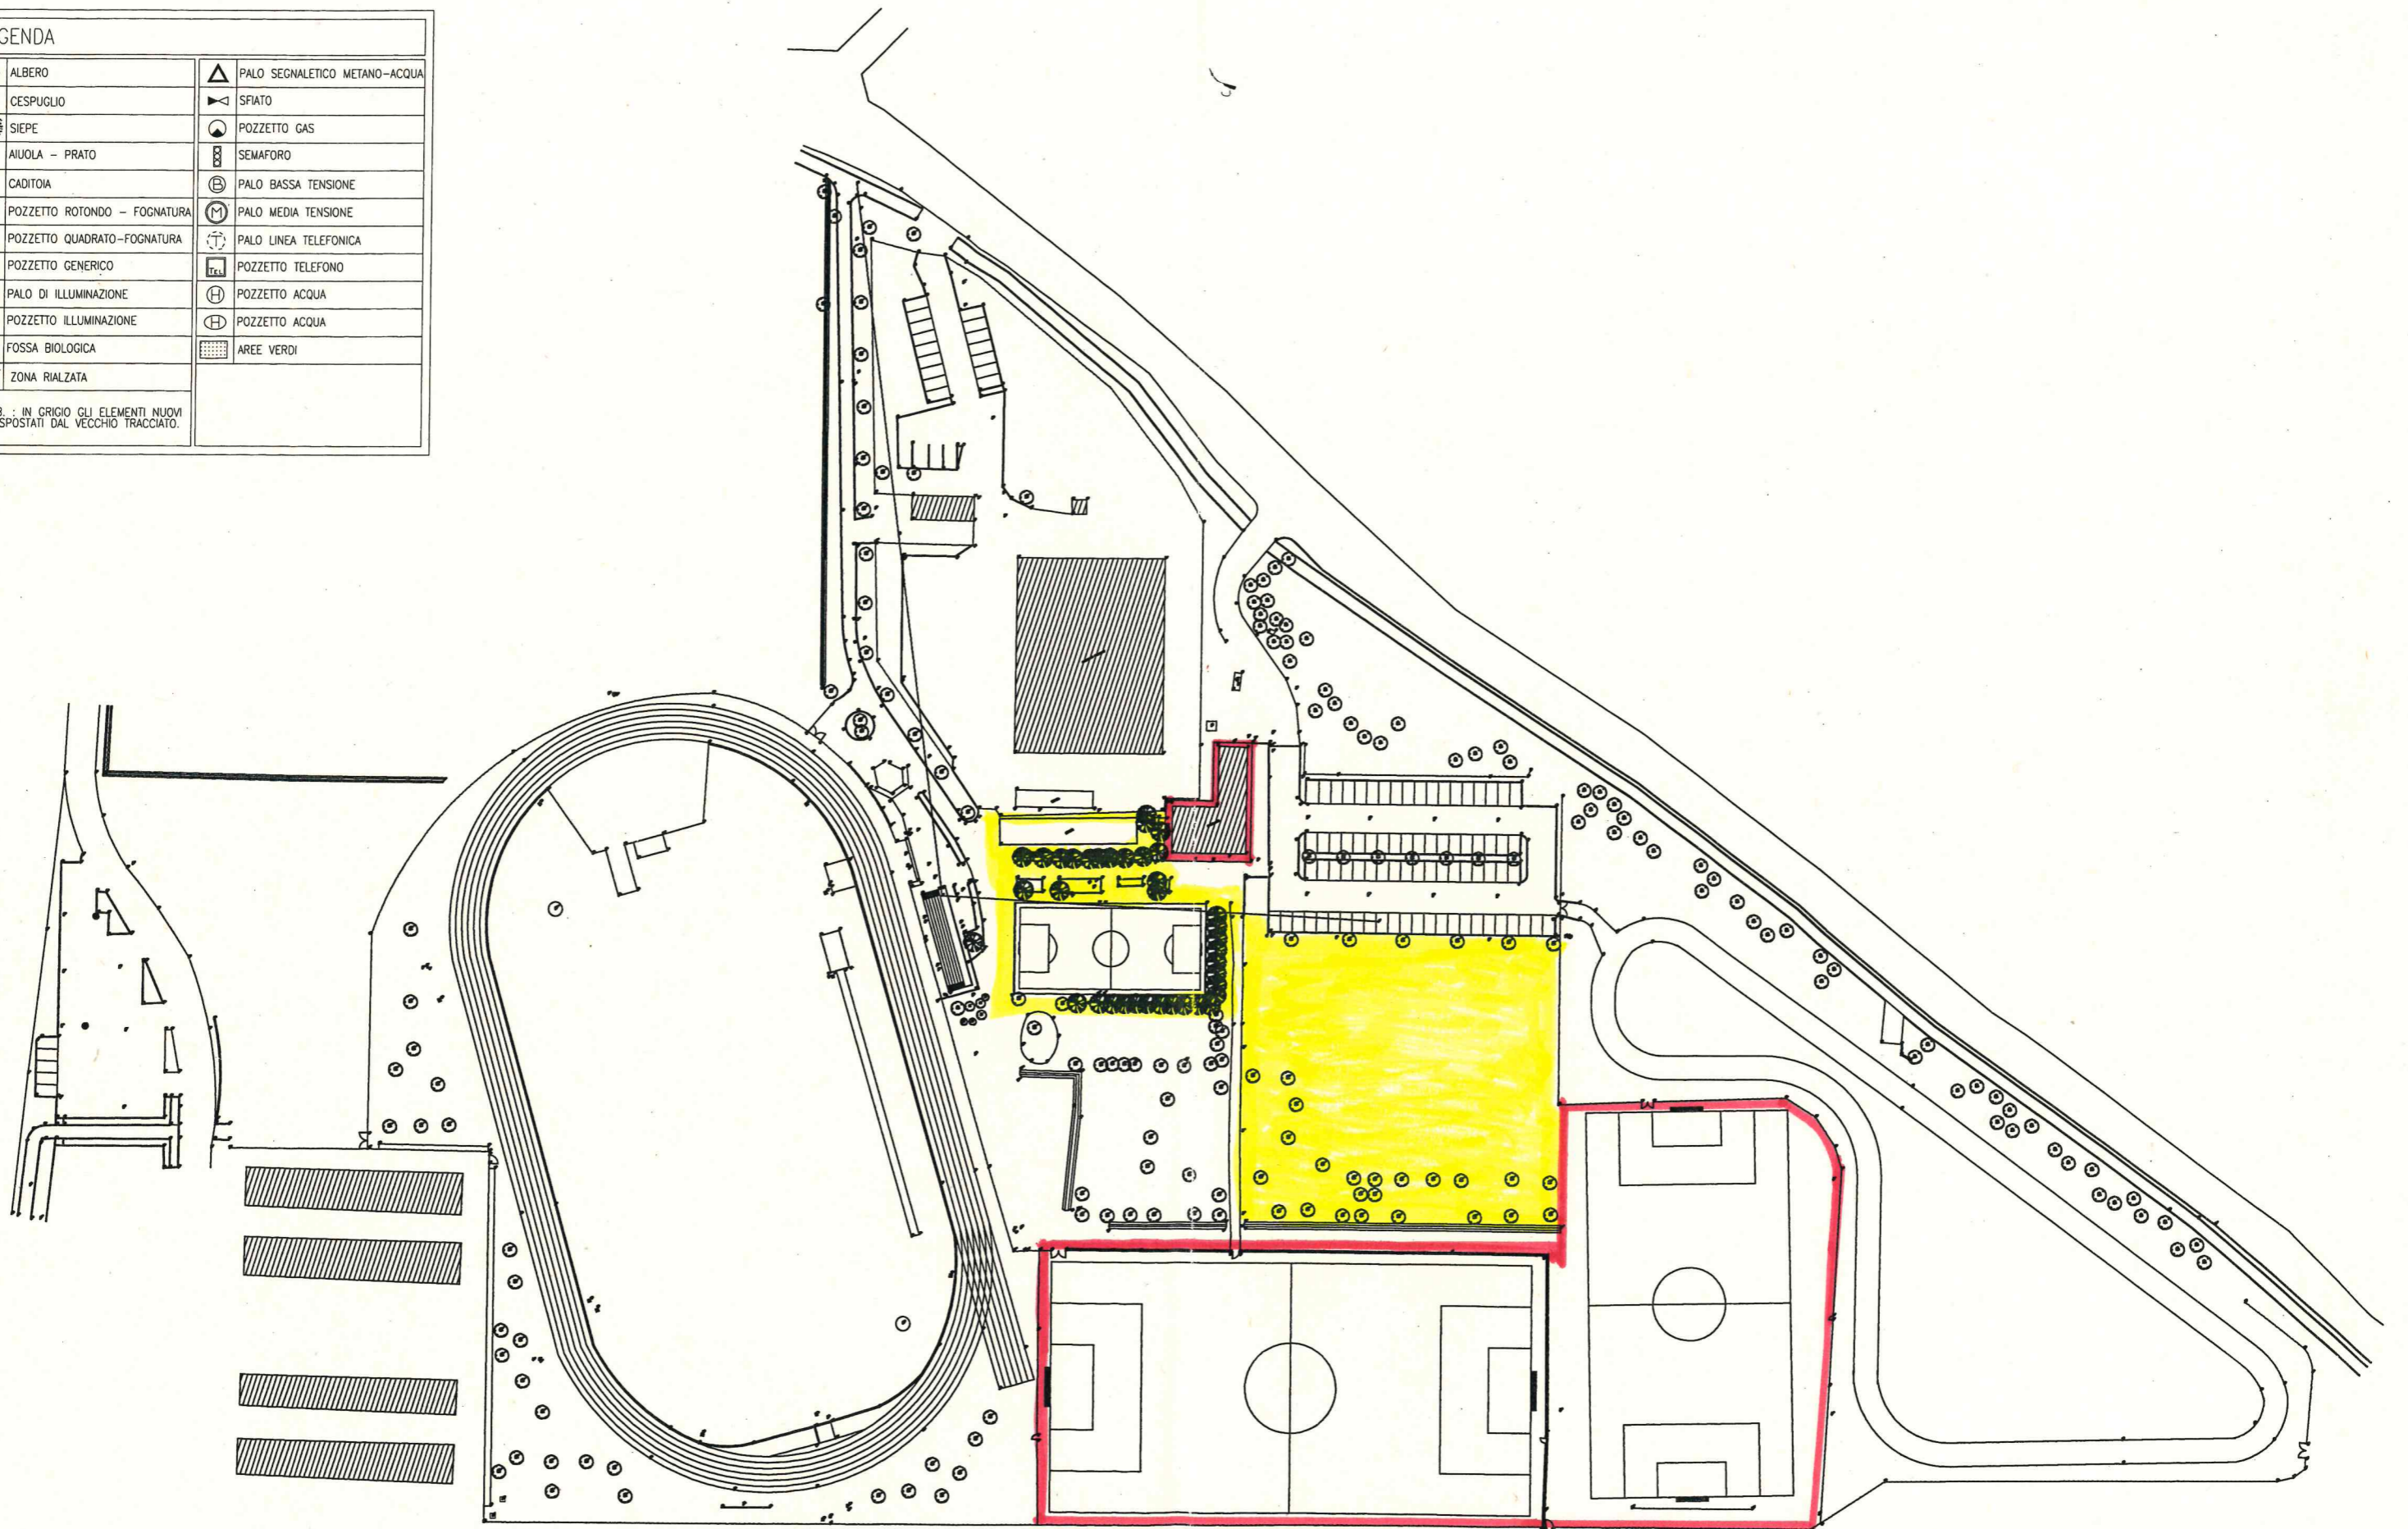 GENDA
ALBERO
CESPUGLIO
SIEPE
AIUOLA - PRATO
CADITOIA
POZZETTO ROTONDO - FOGNATURA
POZZETTO QUADRATO-FOGNATURA
POZZETTO GENERICO
PALO DI ILLUMINAZIONE
POZZETTO ILLUMINAZIONE
FOSSA BIOLOGICA
ZONA RIALZATA
B. : IN GRIGIO GLI ELEMENTI NUOVI
SPOSTATI DAL VECCHIO TRACCIATO.
PALO SEGNALETICO METANO-ACQUA
SFIATO
POZZETTO GAS
SEMAFORO
B PALO BASSA TENSIONE
M PALO MEDIA TENSIONE
T PALO LINEA TELEFONICA
TEL POZZETTO TELEFONO
H POZZETTO ACQUA
H POZZETTO ACQUA
AREE VERDI